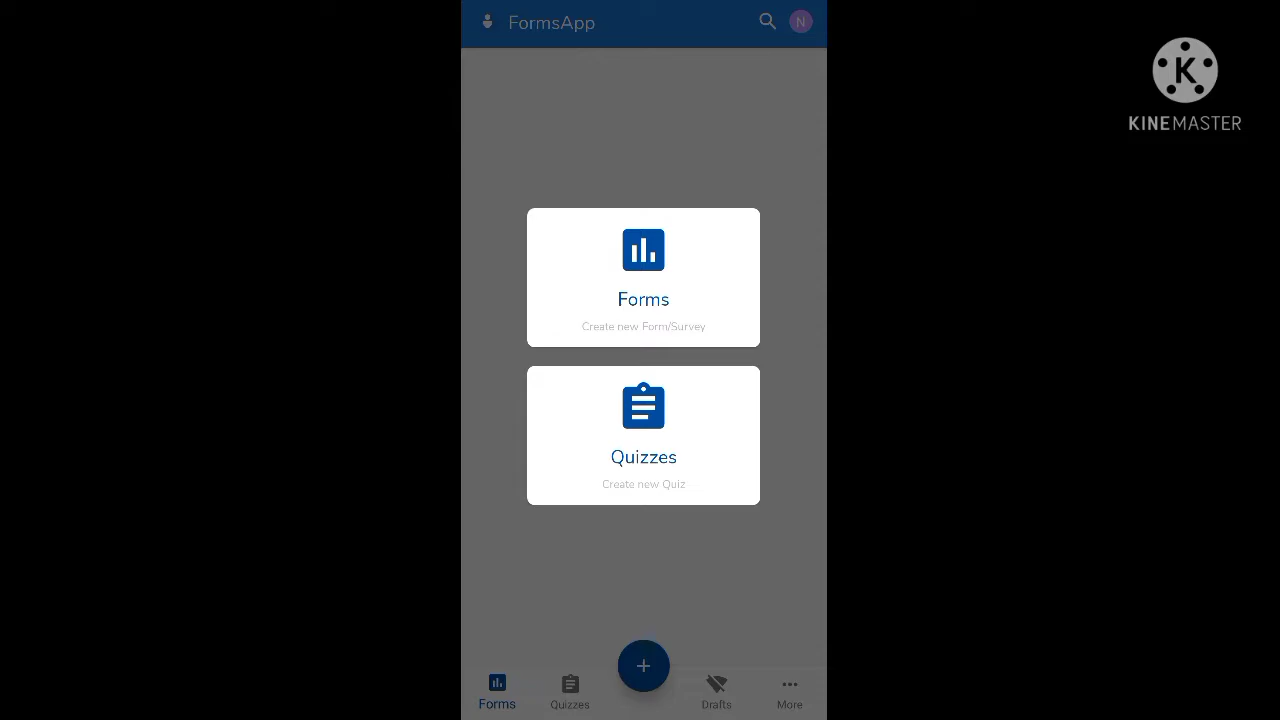 FormsApp
N
K
KINEMASTER
Forms
Create new Form/Survey
Quizzes
Create new Quiz
Forms
Quizzes
Drafts
More